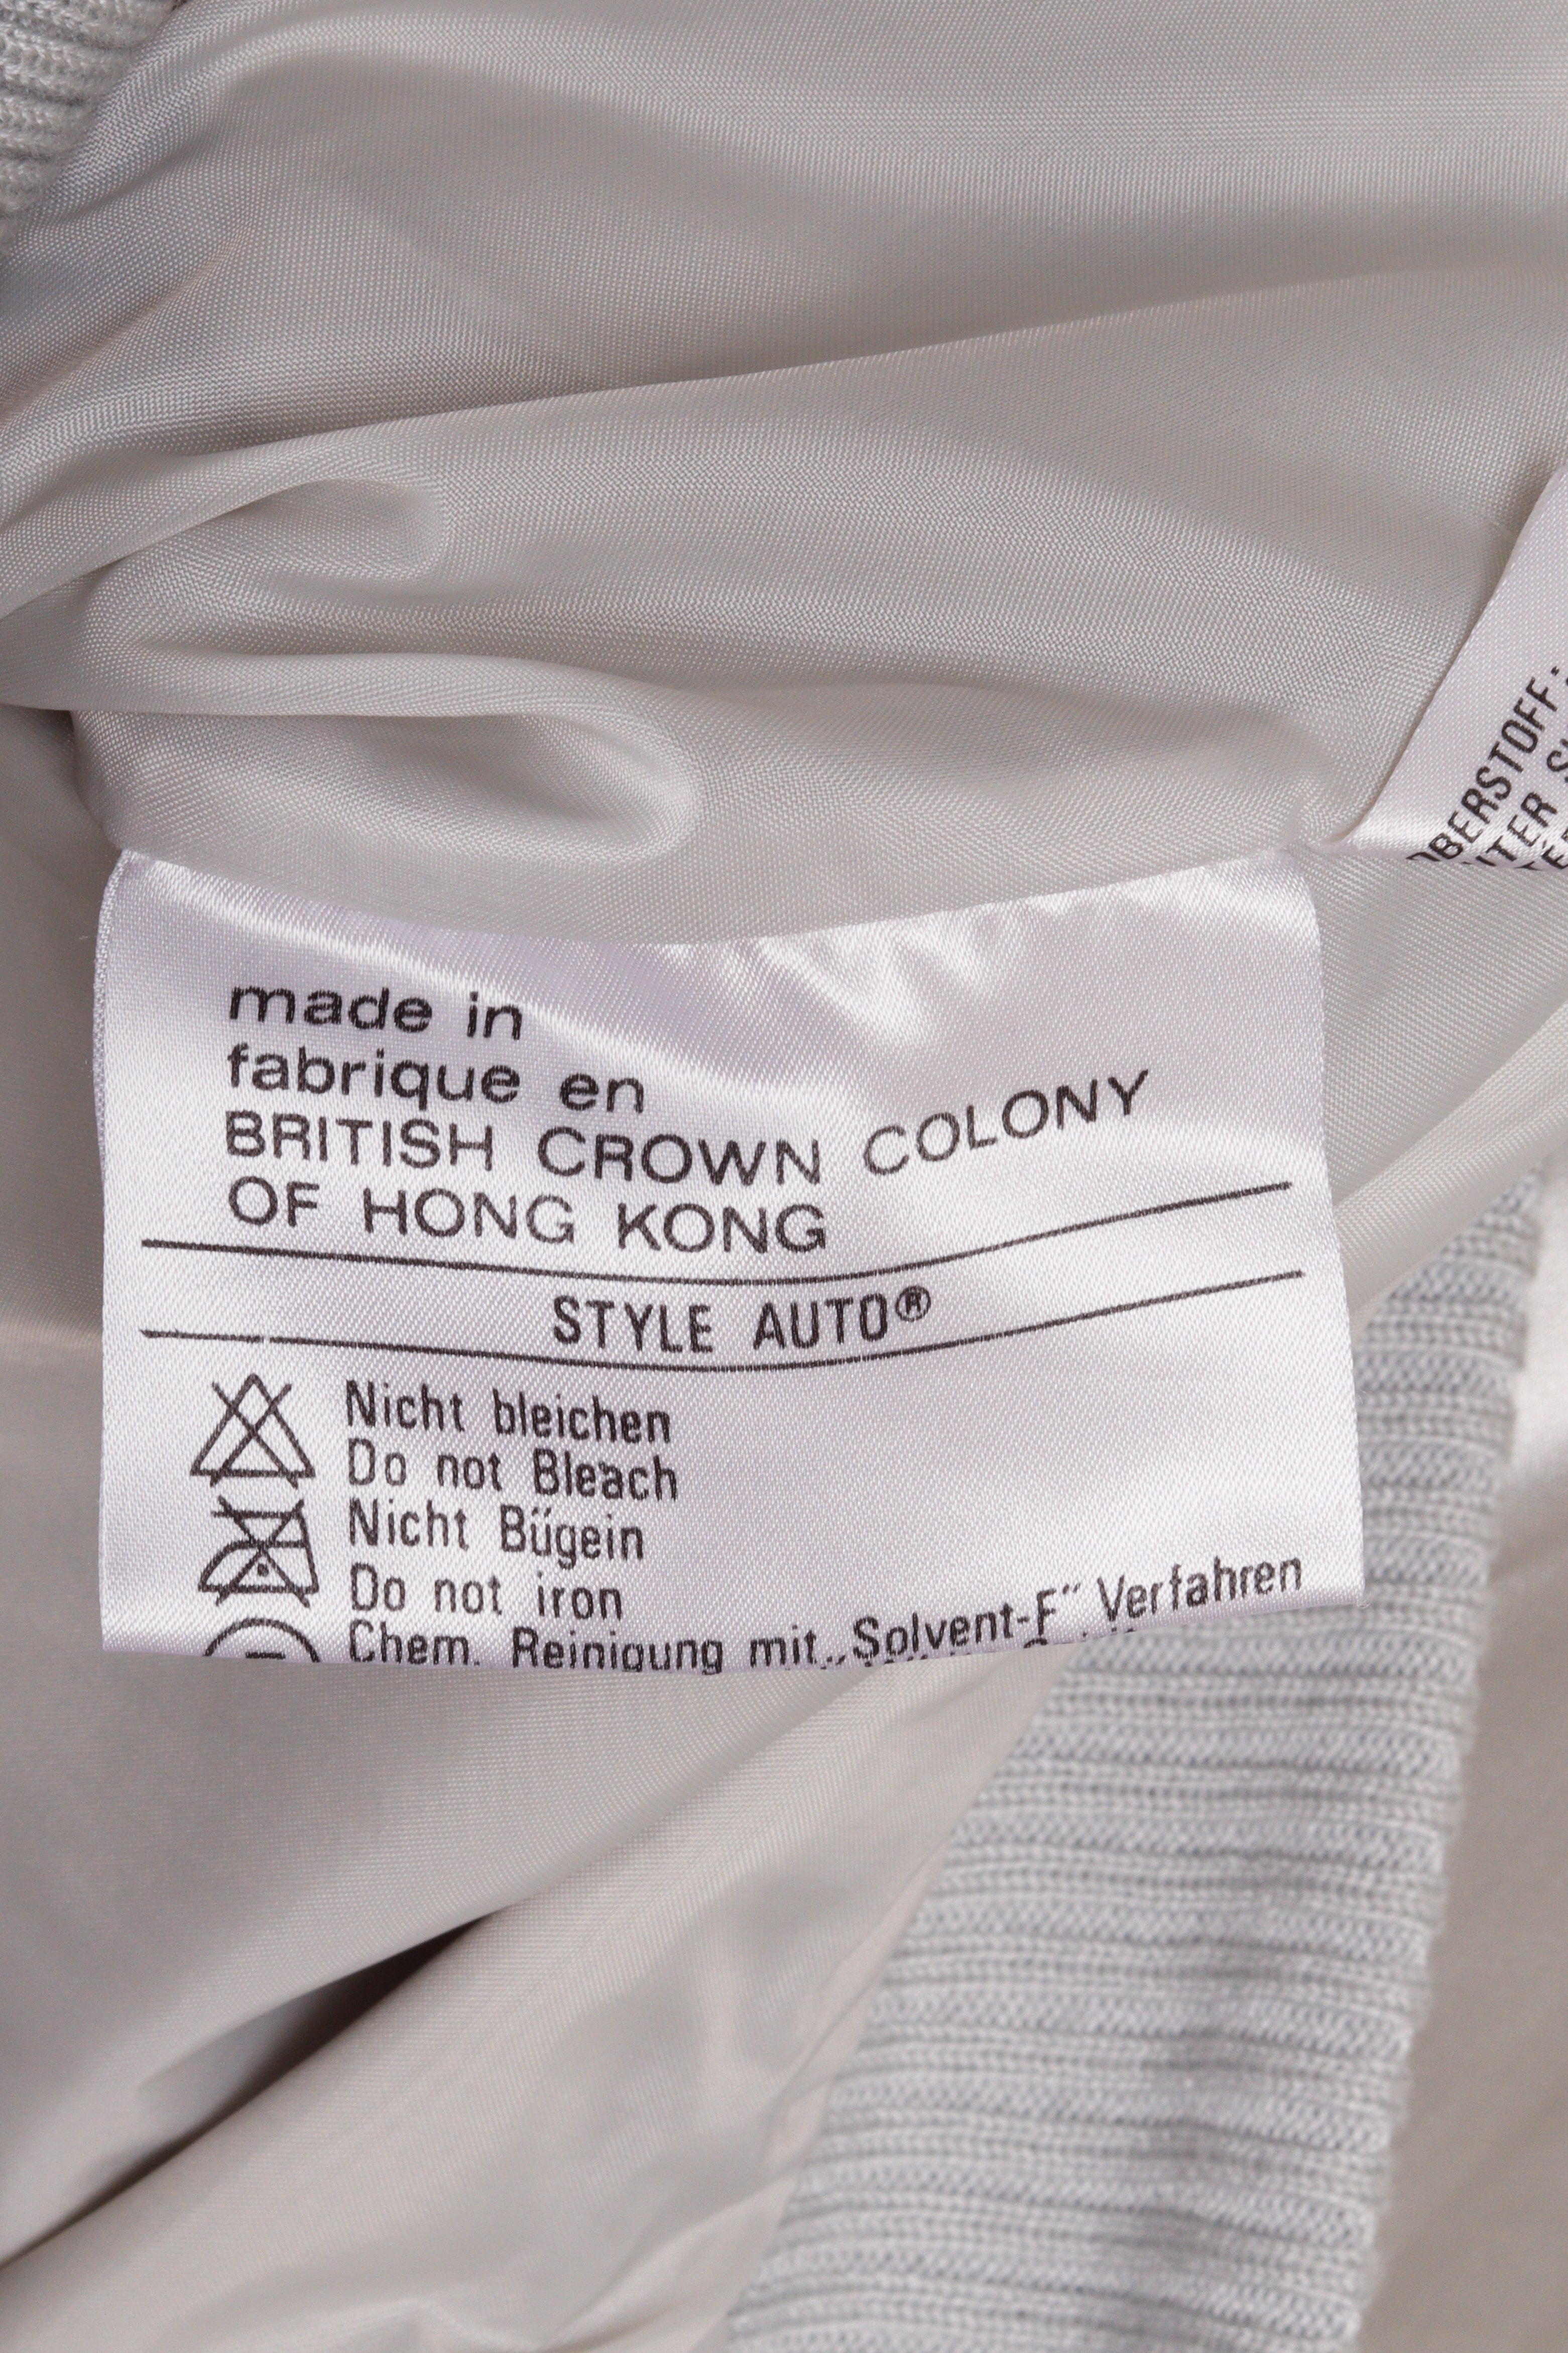 made in
fabrique en
BRITISH CROWN COLONY
OF HONG KONG
STYLE AUTO®
Nicht bleichen
Do not Bleach
Nicht Bügein
Do not iron
Chem. Reinigung mit „Solvent-F“ Verfahren
OBERSTOFF: